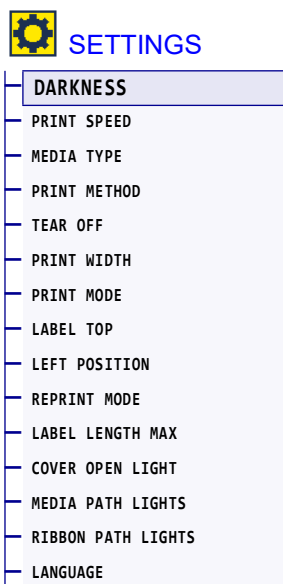 SETTINGS
DARKNESS
PRINT SPEED
MEDIA TYPE
PRINT METHOD
TEAR OFF
PRINT WIDTH
PRINT MODE
LABEL TOP
LEFT POSITION
REPRINT MODE
LABEL LENGTH MAX
COVER OPEN LIGHT
MEDIA PATH LIGHTS
RIBBON PATH LIGHTS
LANGUAGE